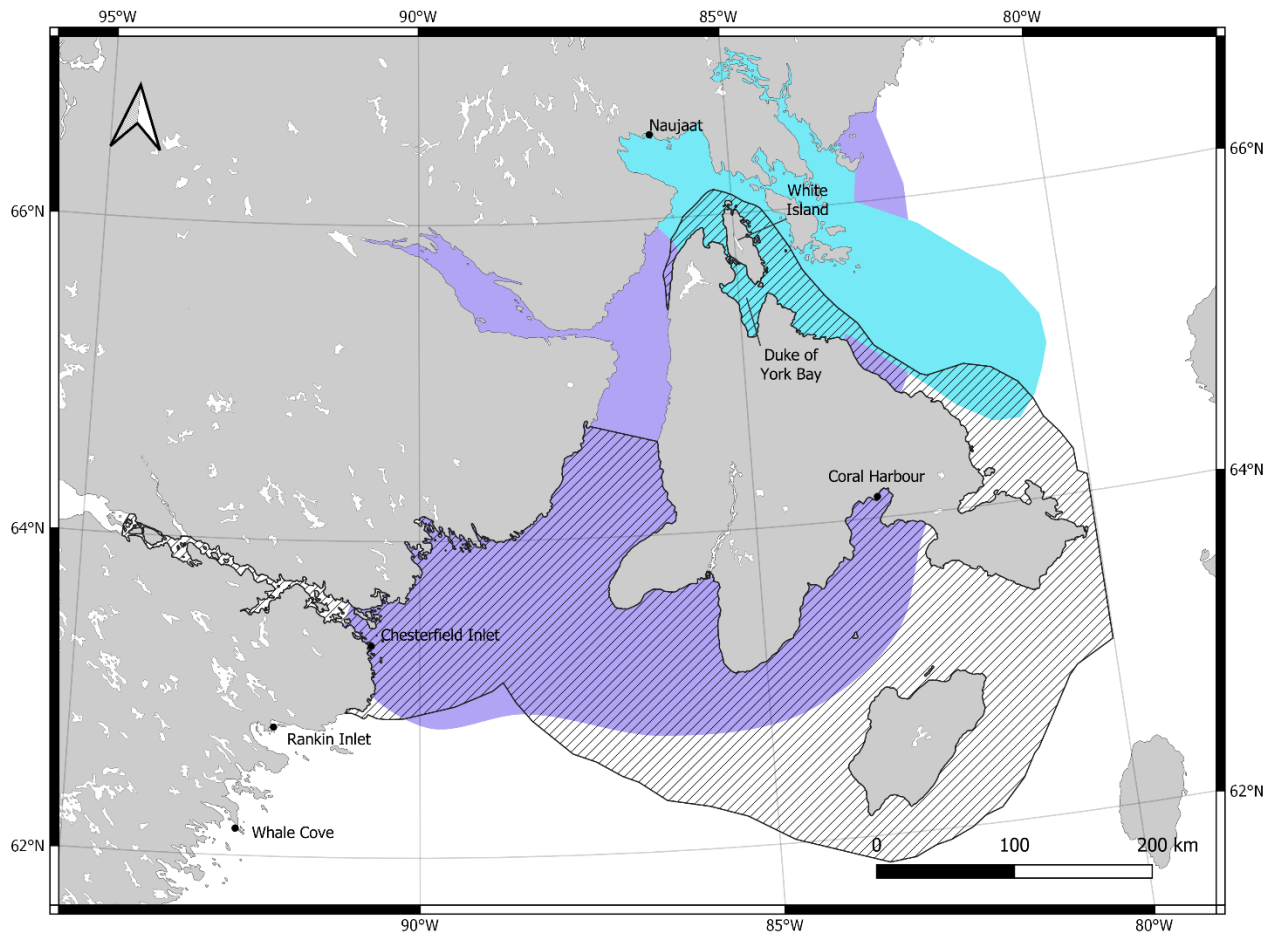 95°W 90°W 85°W 80°W
Naujaat
66°N
White
Island
66°N
Duke of
York Bay
64°N
Coral Harbour
64°N
Chesterfield Inlet
Rankin Inlet
62°N
Whale Cove
62°N
0 100 200 km
90°W 85°W 80°W